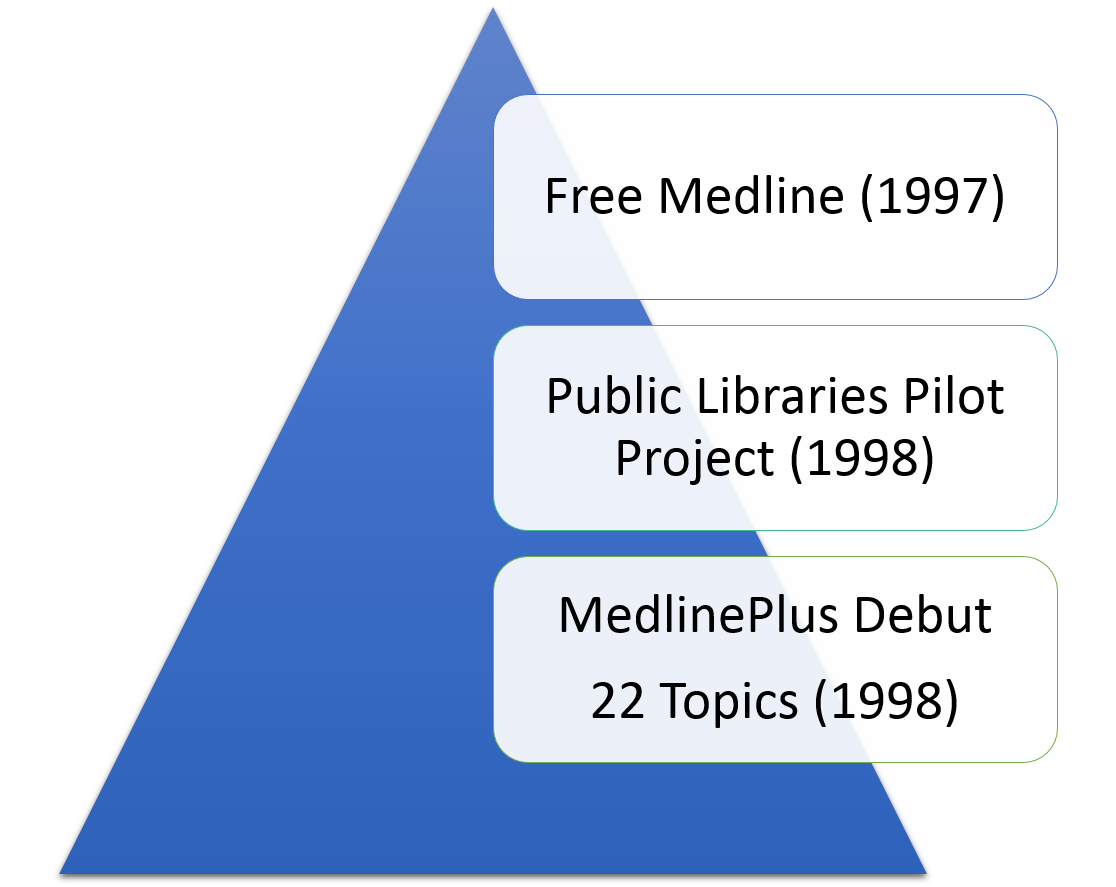 Free Medline (1997)
Public Libraries Pilot
Project (1998)
MedlinePlus Debut
22 Topics (1998)